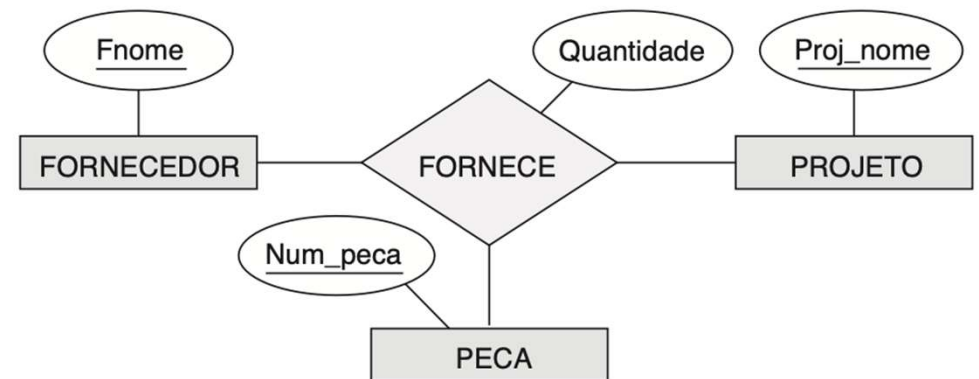 Fnome
Quantidade
Proj_nome
FORNECEDOR
FORNECE
PROJETO
Num_peca
PECA